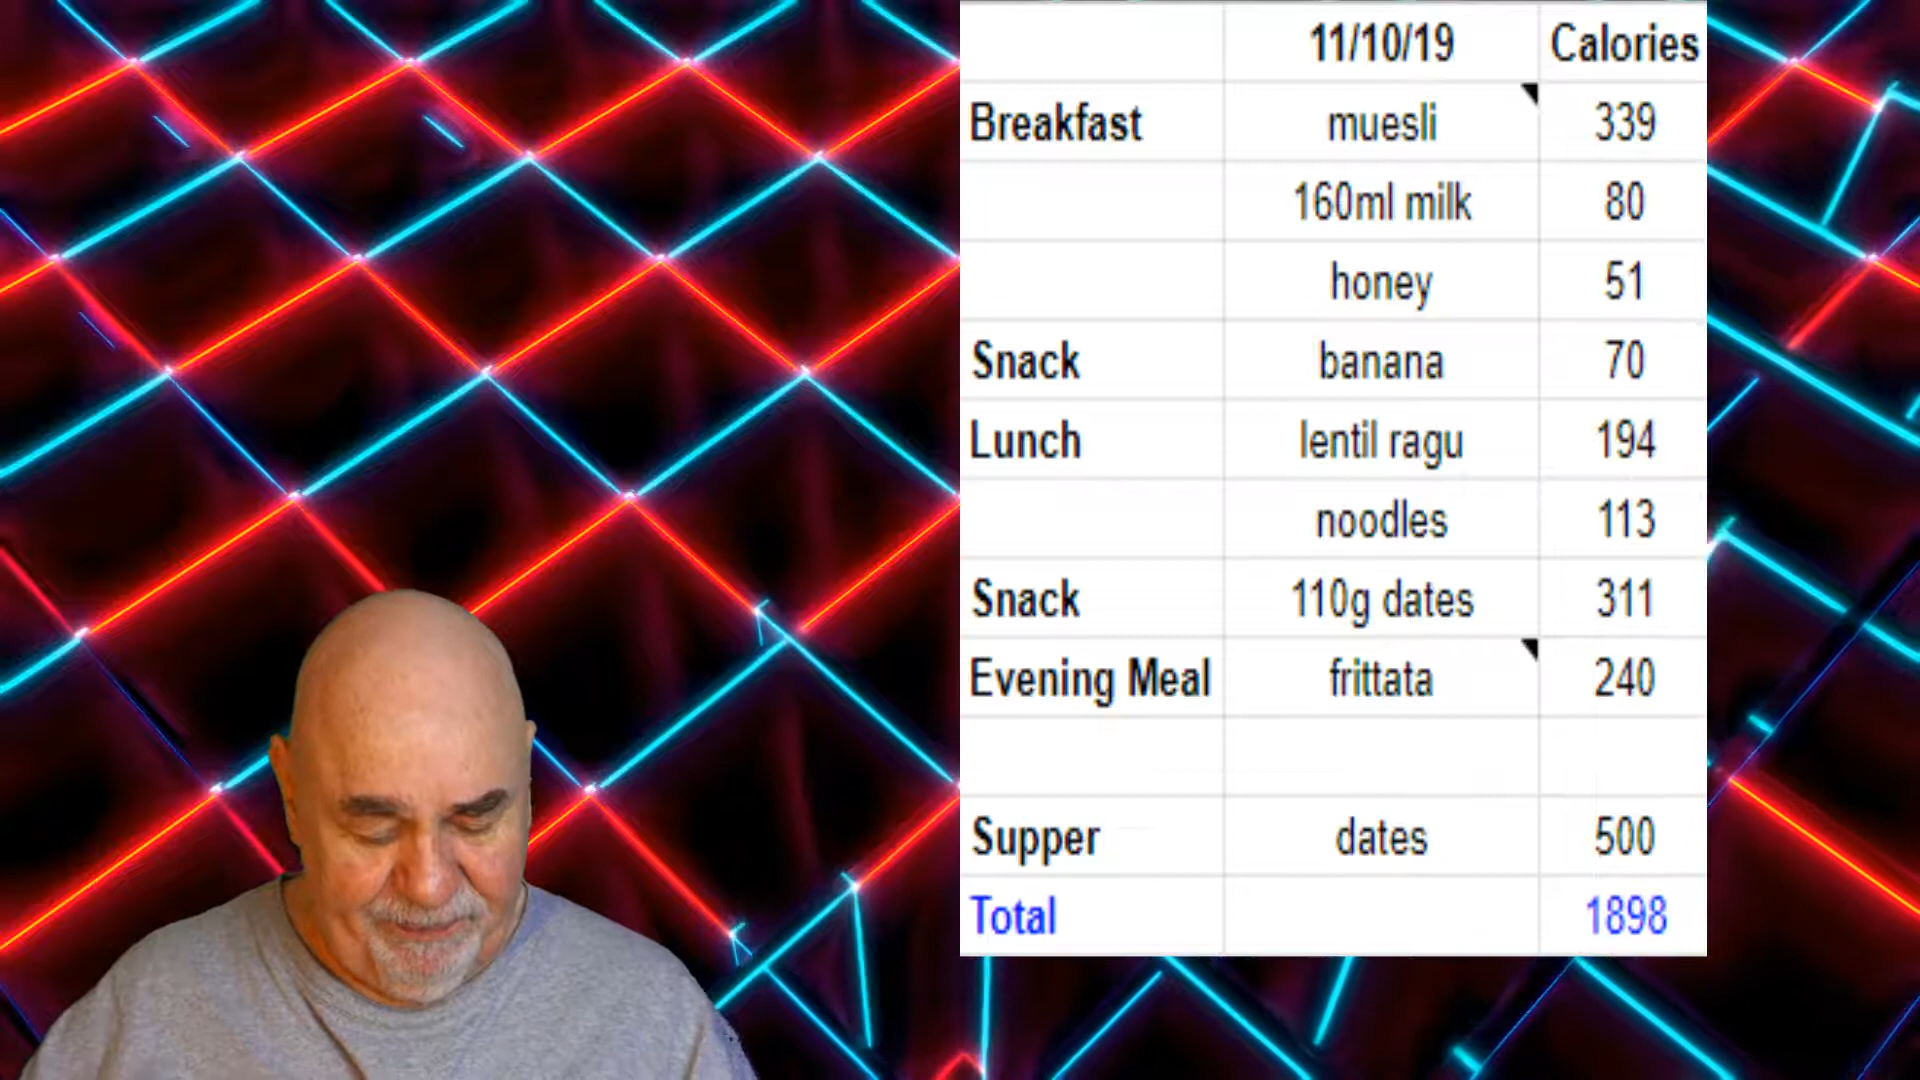 11/10/19 Calories
Breakfast muesli 339
160ml milk 80
honey 51
Snack banana 70
Lunch lentil ragu 194
noodles 113
Snack 110g dates 311
Evening Meal frittata 240
Supper dates 500
Total 1898